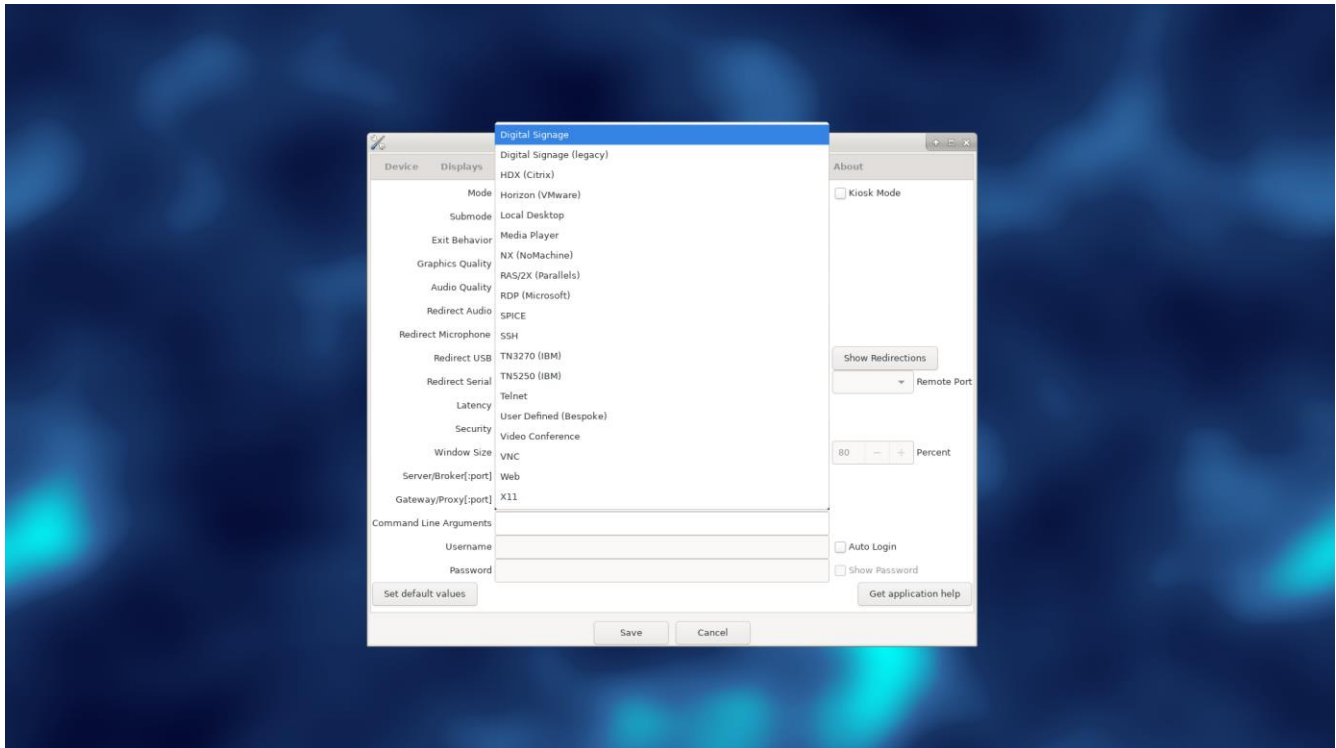 Digital Signage
Device Displays About
Digital Signage (legacy)
HDX (Citrix)
Mode Horizon (VMware) Kiosk Mode
Submode Local Desktop
Exit Behavior Media Player
Graphics Quality NX (NoMachine)
RAS/2X (Parallels)
Audio Quality RDP (Microsoft)
Redirect Audio SPICE
Redirect Microphone SSH
Redirect USB TN3270 (IBM) Show Redirections
Redirect Serial TN5250 (IBM) Remote Port
Telnet
Latency
User Defined (Bespoke)
Security Video Conference
Window Size VNC 80 − + Percent
Server/Broker[:port] Web
Gateway/Proxy[:port] X11
Command Line Arguments
Username Auto Login
Password Show Password
Set default values Get application help
Save Cancel